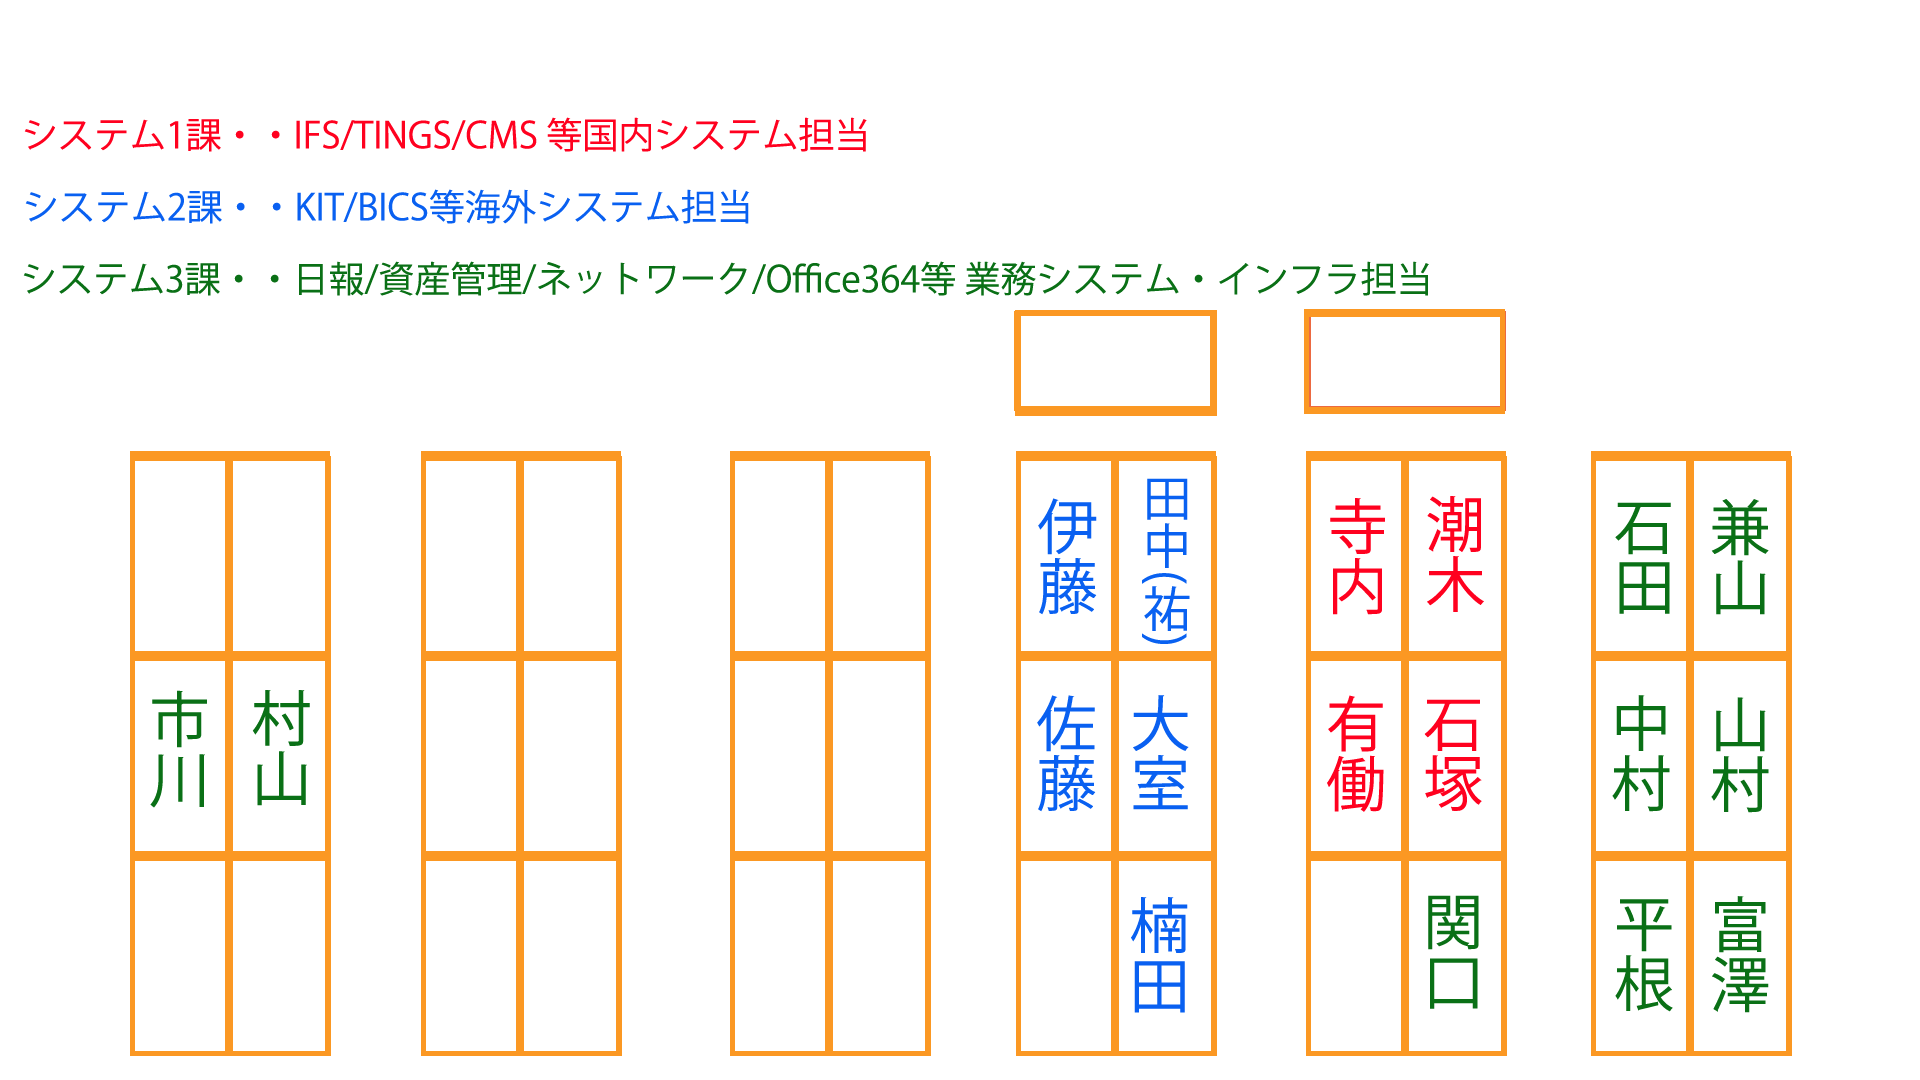 システム1課・・IFS/TINGS/CMS 等国内システム担当
システム2課・・KIT/BICS等海外システム担当
システム3課・・日報/資産管理/ネットワーク/Office364等 業務システム・インフラ担当
伊藤
田中(祐)
寺内
潮木
石田
兼山
市川
村山
佐藤
大室
有働
石塚
中村
山村
楠田
関口
平根
富澤